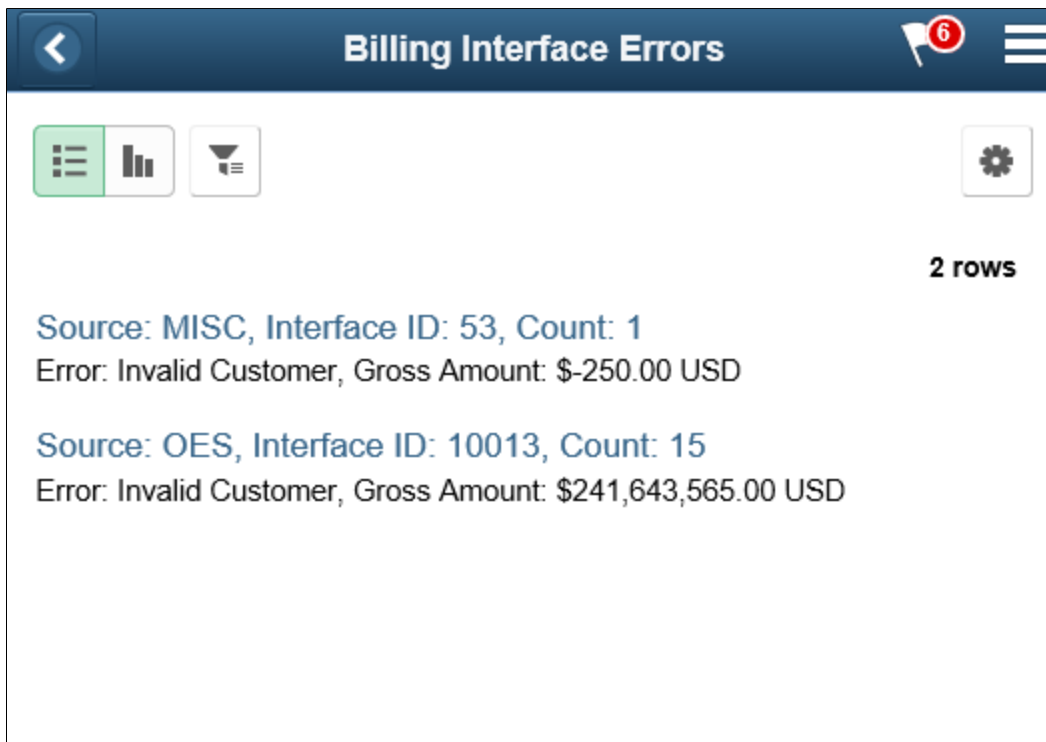 Billing Interface Errors
6
2 rows
Source: MISC, Interface ID: 53, Count: 1
Error: Invalid Customer, Gross Amount: $-250.00 USD
Source: OES, Interface ID: 10013, Count: 15
Error: Invalid Customer, Gross Amount: $241,643,565.00 USD